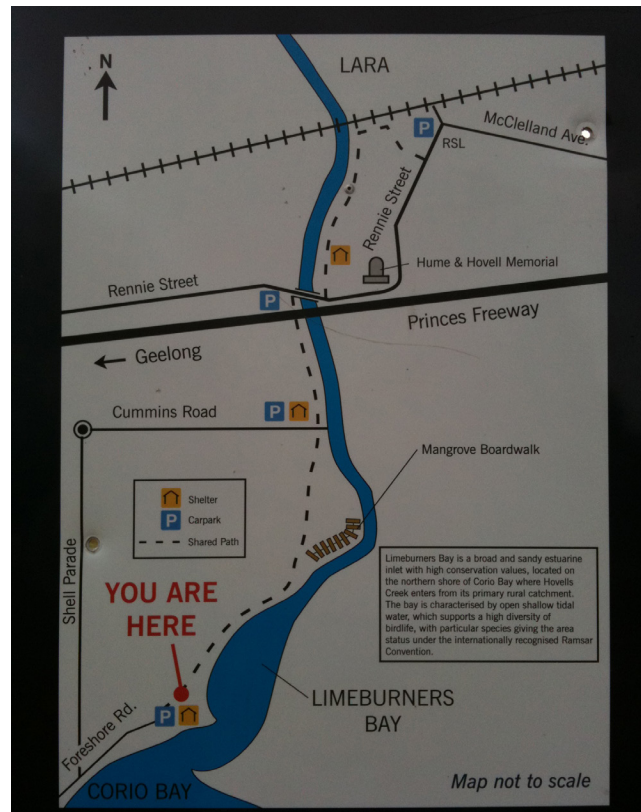 N
LARA
P
McClelland Ave.
RSL
Rennie Street
Hume & Hovell Memorial
Rennie Street
P
Princes Freeway
Geelong
Cummins Road
P
Mangrove Boardwalk
Shelter
P Carpark
Shared Path
Shell Parade
Limeburners Bay is a broad and sandy estuarine
inlet with high conservation values, located on
the northern shore of Corio Bay where Hovells
Creek enters from its primary rural catchment.
The bay is characterised by open shallow tidal
water, which supports a high diversity of
birdlife, with particular species giving the area
status under the internationally recognised Ramsar
Convention.
YOU ARE
HERE
P
Foreshore Rd.
LIMEBURNERS
BAY
CORIO BAY
Map not to scale